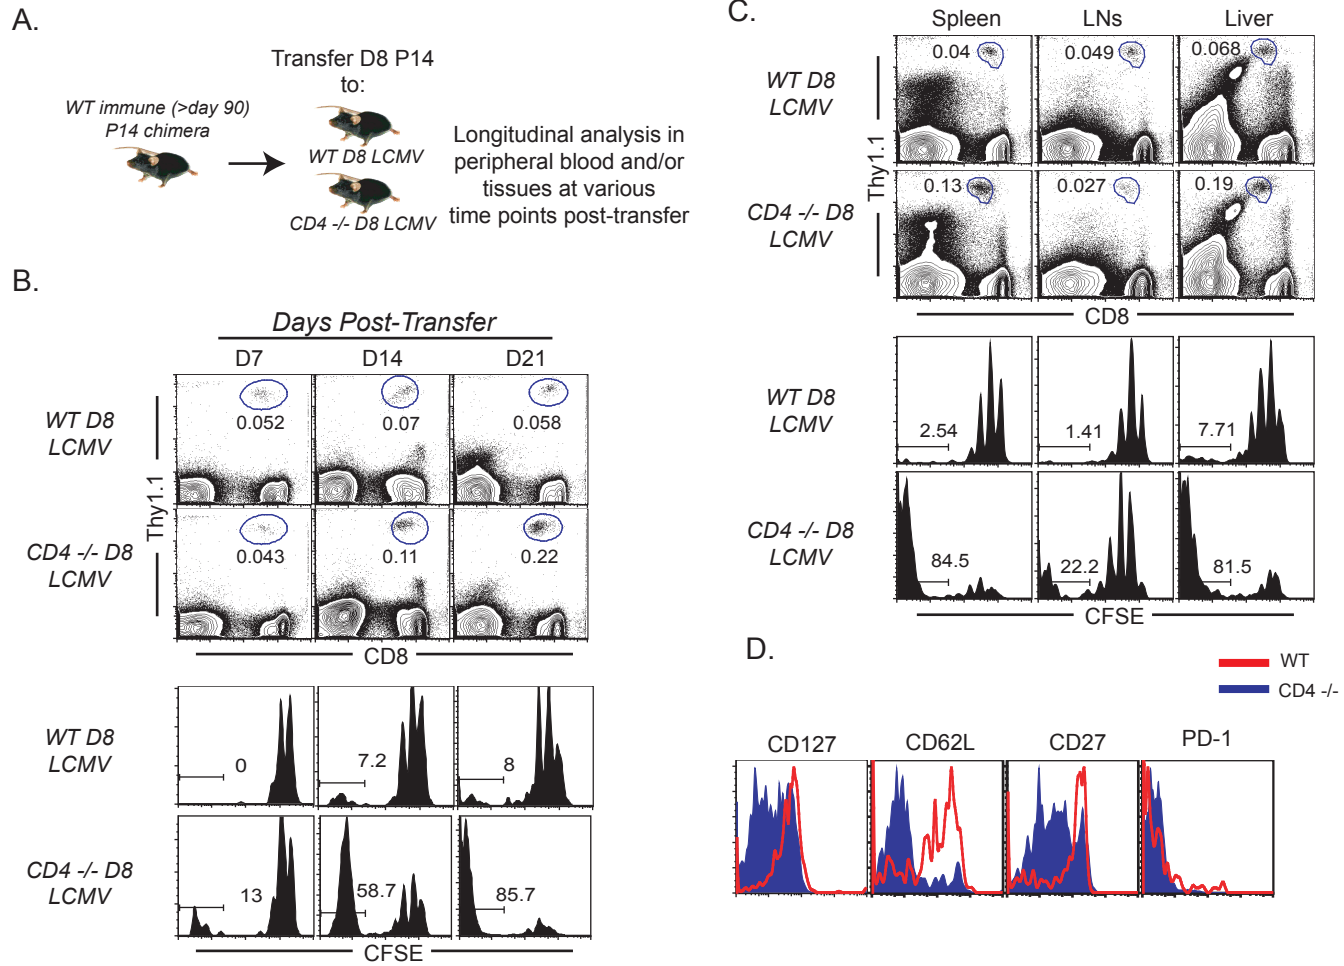 A.
WT immune (>day 90)
P14 chimera
Transfer D8 P14
to:
WT D8 LCMV
CD4 -/- D8 LCMV
Longitudinal analysis in
peripheral blood and/or
tissues at various
time points post-transfer
B.
Days Post-Transfer
D7 D14 D21
WT D8
LCMV
0.052 0.07 0.058
Thy1.1
CD4 -/- D8
LCMV
0.043 0.11 0.22
CD8
WT D8
LCMV
0 7.2 8
CD4 -/- D8
LCMV
13 58.7 85.7
CFSE
C.
Spleen LNs Liver
WT D8
LCMV
0.04 0.049 0.068
Thy1.1
CD4 -/- D8
LCMV
0.13 0.027 0.19
CD8
WT D8
LCMV
2.54 1.41 7.71
CD4 -/- D8
LCMV
84.5 22.2 81.5
CFSE
D.
WT
CD4 -/-
CD127 CD62L CD27 PD-1